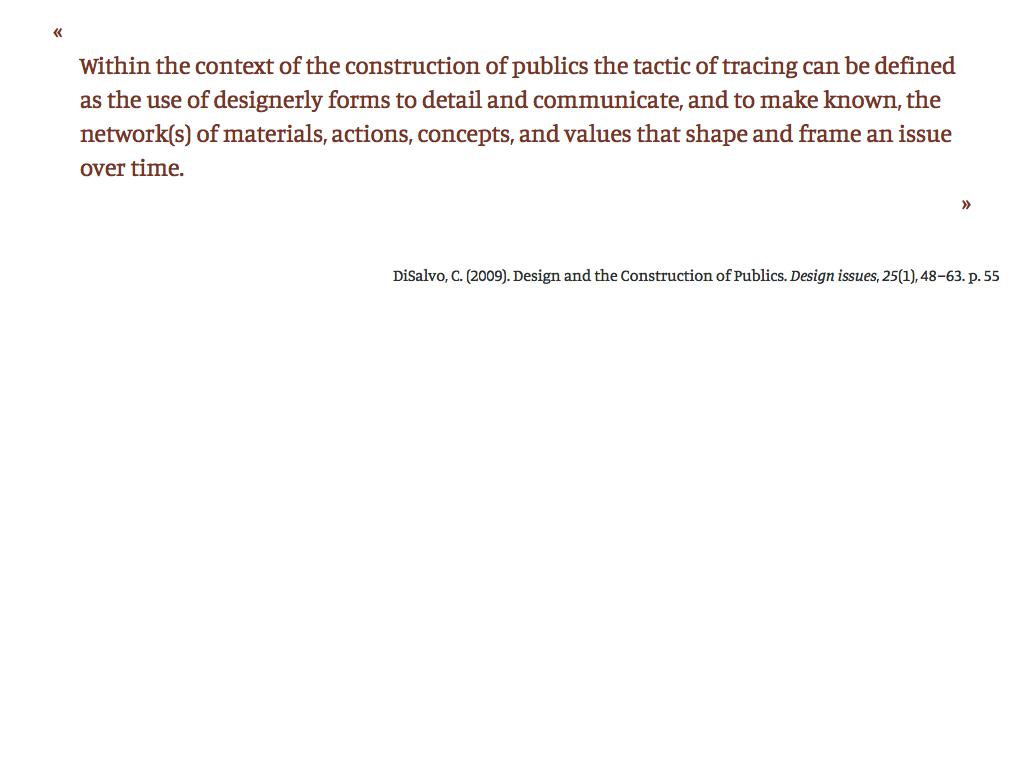 «
Within the context of the construction of publics the tactic of tracing can be defined
as the use of designerly forms to detail and communicate, and to make known, the
network(s) of materials, actions, concepts, and values that shape and frame an issue
over time.
»
DiSalvo, C. (2009). Design and the Construction of Publics. Design issues, 25(1), 48–63. p. 55